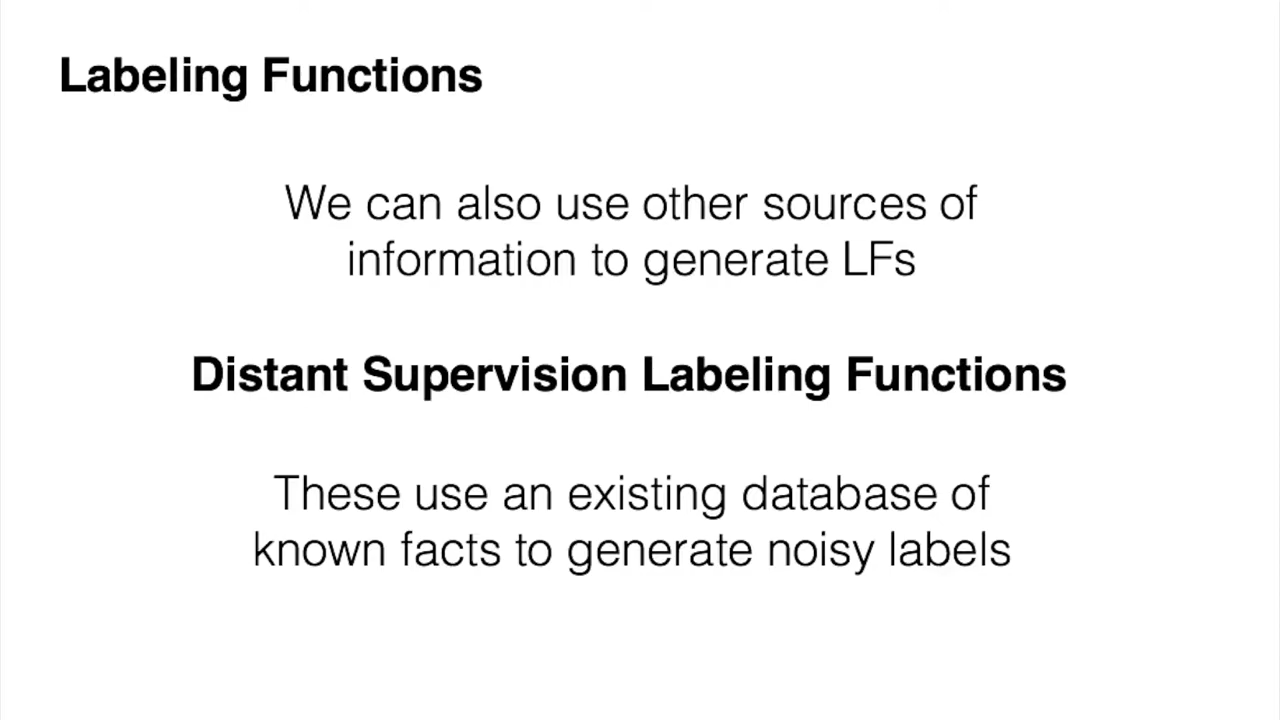 Labeling Functions
We can also use other sources of
information to generate LFs
Distant Supervision Labeling Functions
These use an existing database of
known facts to generate noisy labels